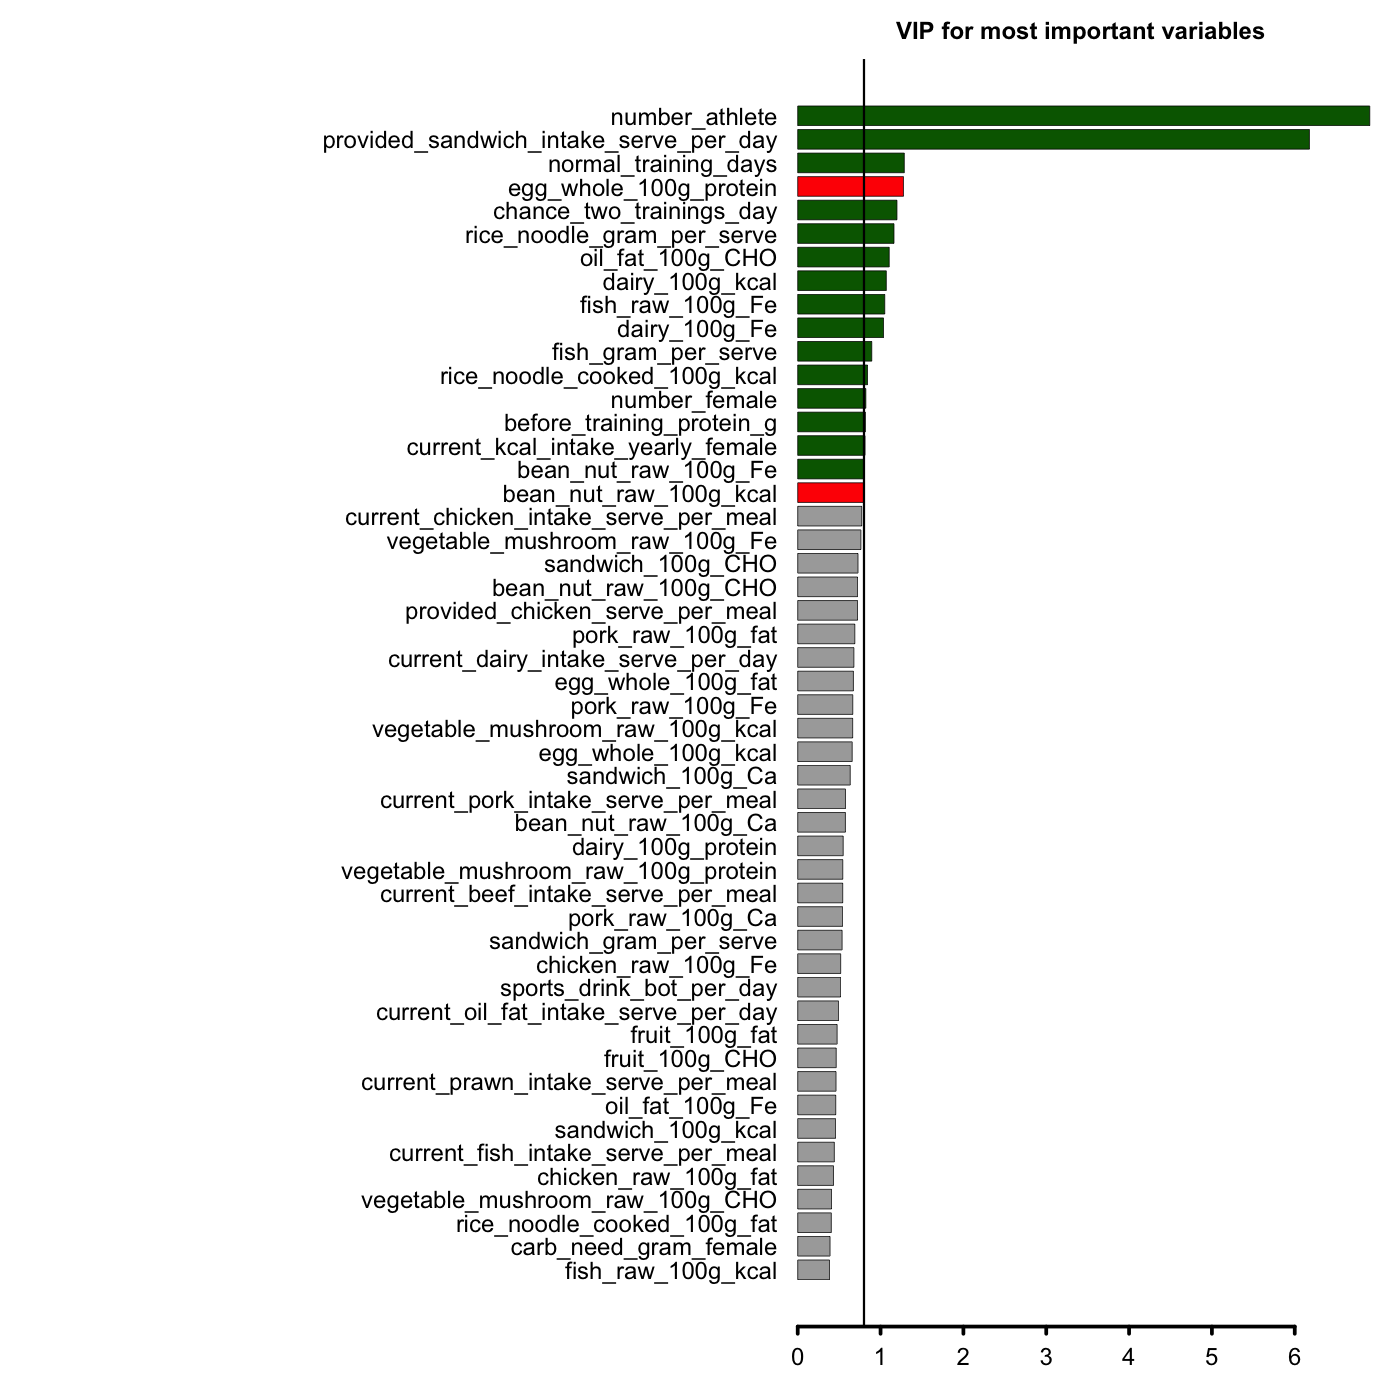 VIP for most important variables
number_athlete
provided_sandwich_intake_serve_per_day
normal_training_days
egg_whole_100g_protein
chance_two_trainings_day
rice_noodle_gram_per_serve
oil_fat_100g_CHO
dairy_100g_kcal
fish_raw_100g_Fe
dairy_100g_Fe
fish_gram_per_serve
rice_noodle_cooked_100g_kcal
number_female
before_training_protein_g
current_kcal_intake_yearly_female
bean_nut_raw_100g_Fe
bean_nut_raw_100g_kcal
current_chicken_intake_serve_per_meal
vegetable_mushroom_raw_100g_Fe
sandwich_100g_CHO
bean_nut_raw_100g_CHO
provided_chicken_serve_per_meal
pork_raw_100g_fat
current_dairy_intake_serve_per_day
egg_whole_100g_fat
pork_raw_100g_Fe
vegetable_mushroom_raw_100g_kcal
egg_whole_100g_kcal
sandwich_100g_Ca
current_pork_intake_serve_per_meal
bean_nut_raw_100g_Ca
dairy_100g_protein
vegetable_mushroom_raw_100g_protein
current_beef_intake_serve_per_meal
pork_raw_100g_Ca
sandwich_gram_per_serve
chicken_raw_100g_Fe
sports_drink_bot_per_day
current_oil_fat_intake_serve_per_day
fruit_100g_fat
fruit_100g_CHO
current_prawn_intake_serve_per_meal
oil_fat_100g_Fe
sandwich_100g_kcal
current_fish_intake_serve_per_meal
chicken_raw_100g_fat
vegetable_mushroom_raw_100g_CHO
rice_noodle_cooked_100g_fat
carb_need_gram_female
fish_raw_100g_kcal
0 1 2 3 4 5 6